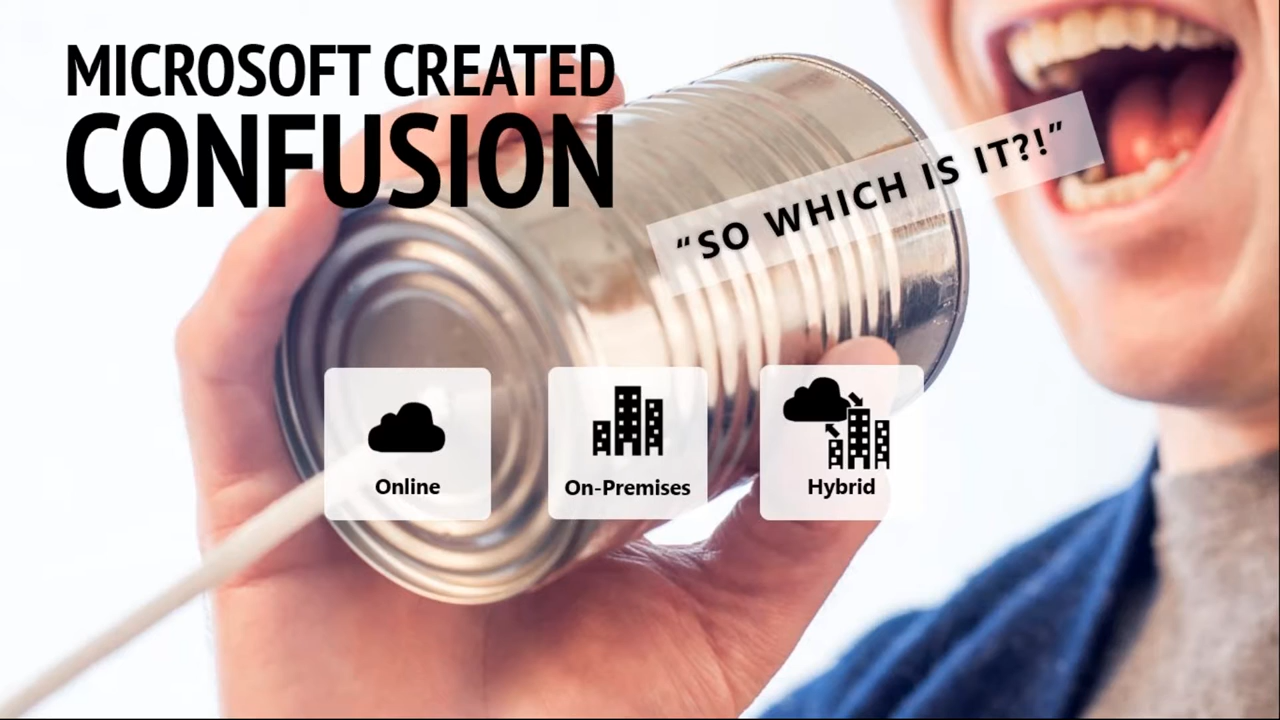 MICROSOFT CREATED
CONFUSION
“SO WHICH IS IT?!”
Online
On-Premises
Hybrid